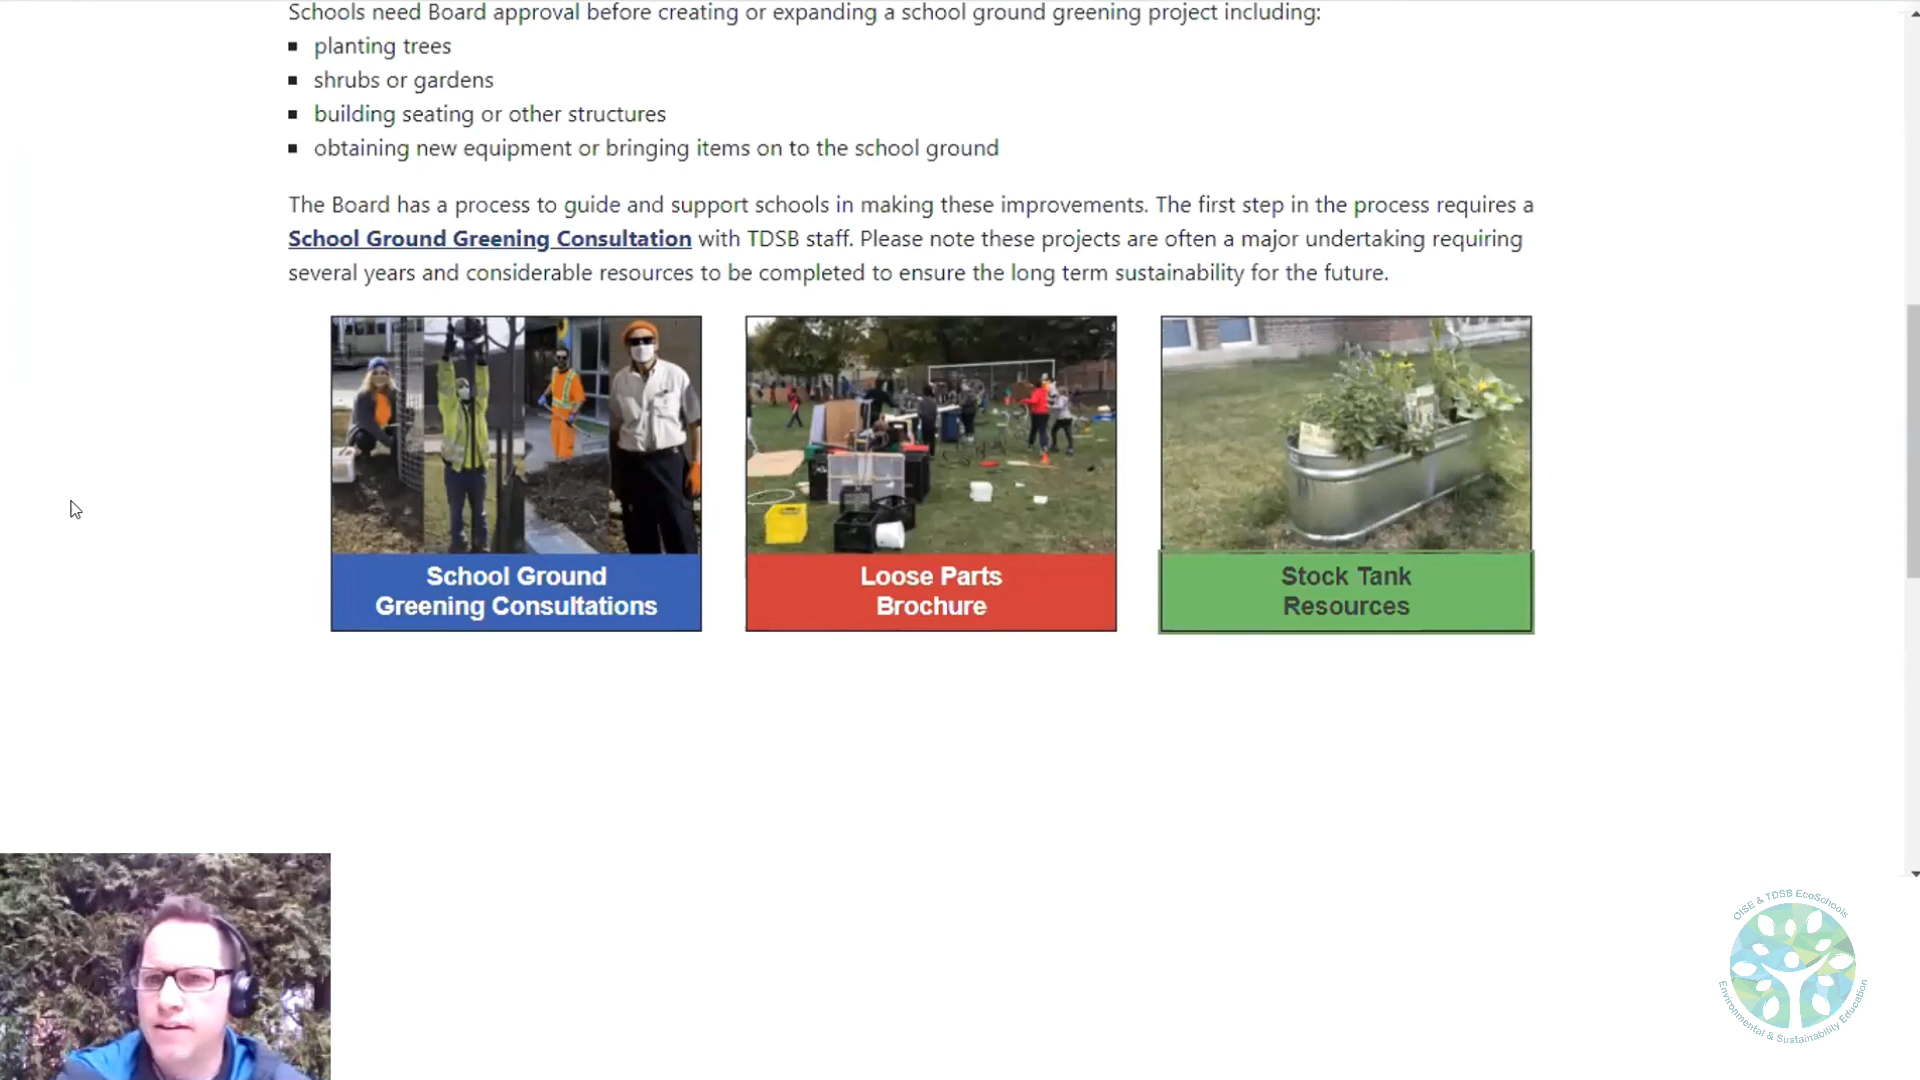 Schools need Board approval before creating or expanding a school ground greening project including:
planting trees
shrubs or gardens
building seating or other structures
obtaining new equipment or bringing items on to the school ground
The Board has a process to guide and support schools in making these improvements. The first step in the process requires a
School Ground Greening Consultation with TDSB staff. Please note these projects are often a major undertaking requiring
several years and considerable resources to be completed to ensure the long term sustainability for the future.
School Ground
Greening Consultations
Loose Parts
Brochure
Stock Tank
Resources
OISE & TDSB EcoSchools
Environmental & Sustainability Education